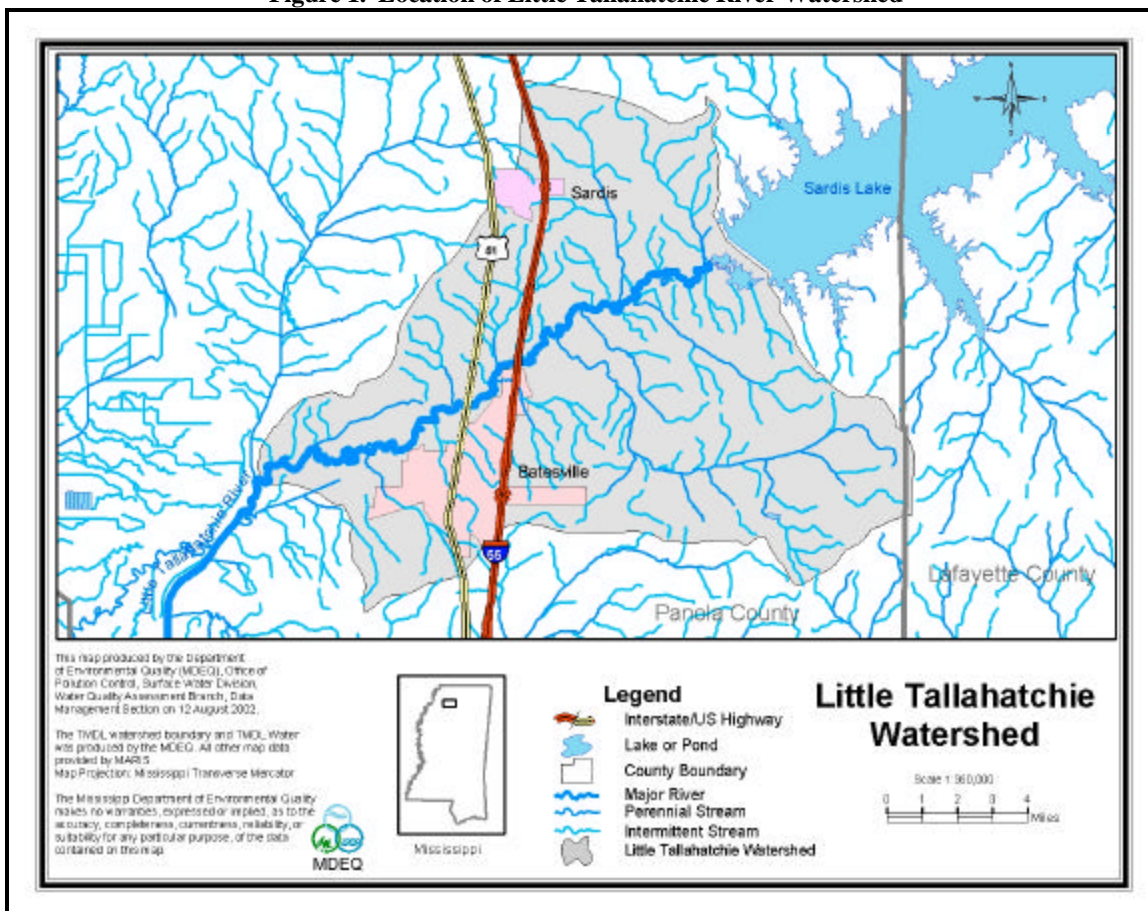 Figure 1. Location of Little Tallahatchie River Watershed
N
W
E
S
Sardis Lake
Sardis
51
Batesville
Little Tallahatchie River
55
Lafayette County
Panola County
This map produced by the Department
of Environmental Quality (MDEQ), Office of
Pollution Control, Surface Water Division,
Water Quality Assessment Branch, Data
Management Section on 12 August 2002.
The TMDL watershed boundary and TMDL Water
was produced by the MDEQ. All other map data
provided by MARIS
Map Projection: Mississippi Transverse Mercator
The Mississippi Department of Environmental Quality
makes no warranties, expressed or implied, as to the
accuracy, completeness, currentness, reliability, or
suitability for any particular purpose, of the data
contained on this map.
MDEQ
Mississippi
Legend
Interstate/US Highway
Lake or Pond
County Boundary
Major River
Perennial Stream
Intermittent Stream
Little Tallahatchie Watershed
Little Tallahatchie
Watershed
0 1 2 3 4
Miles